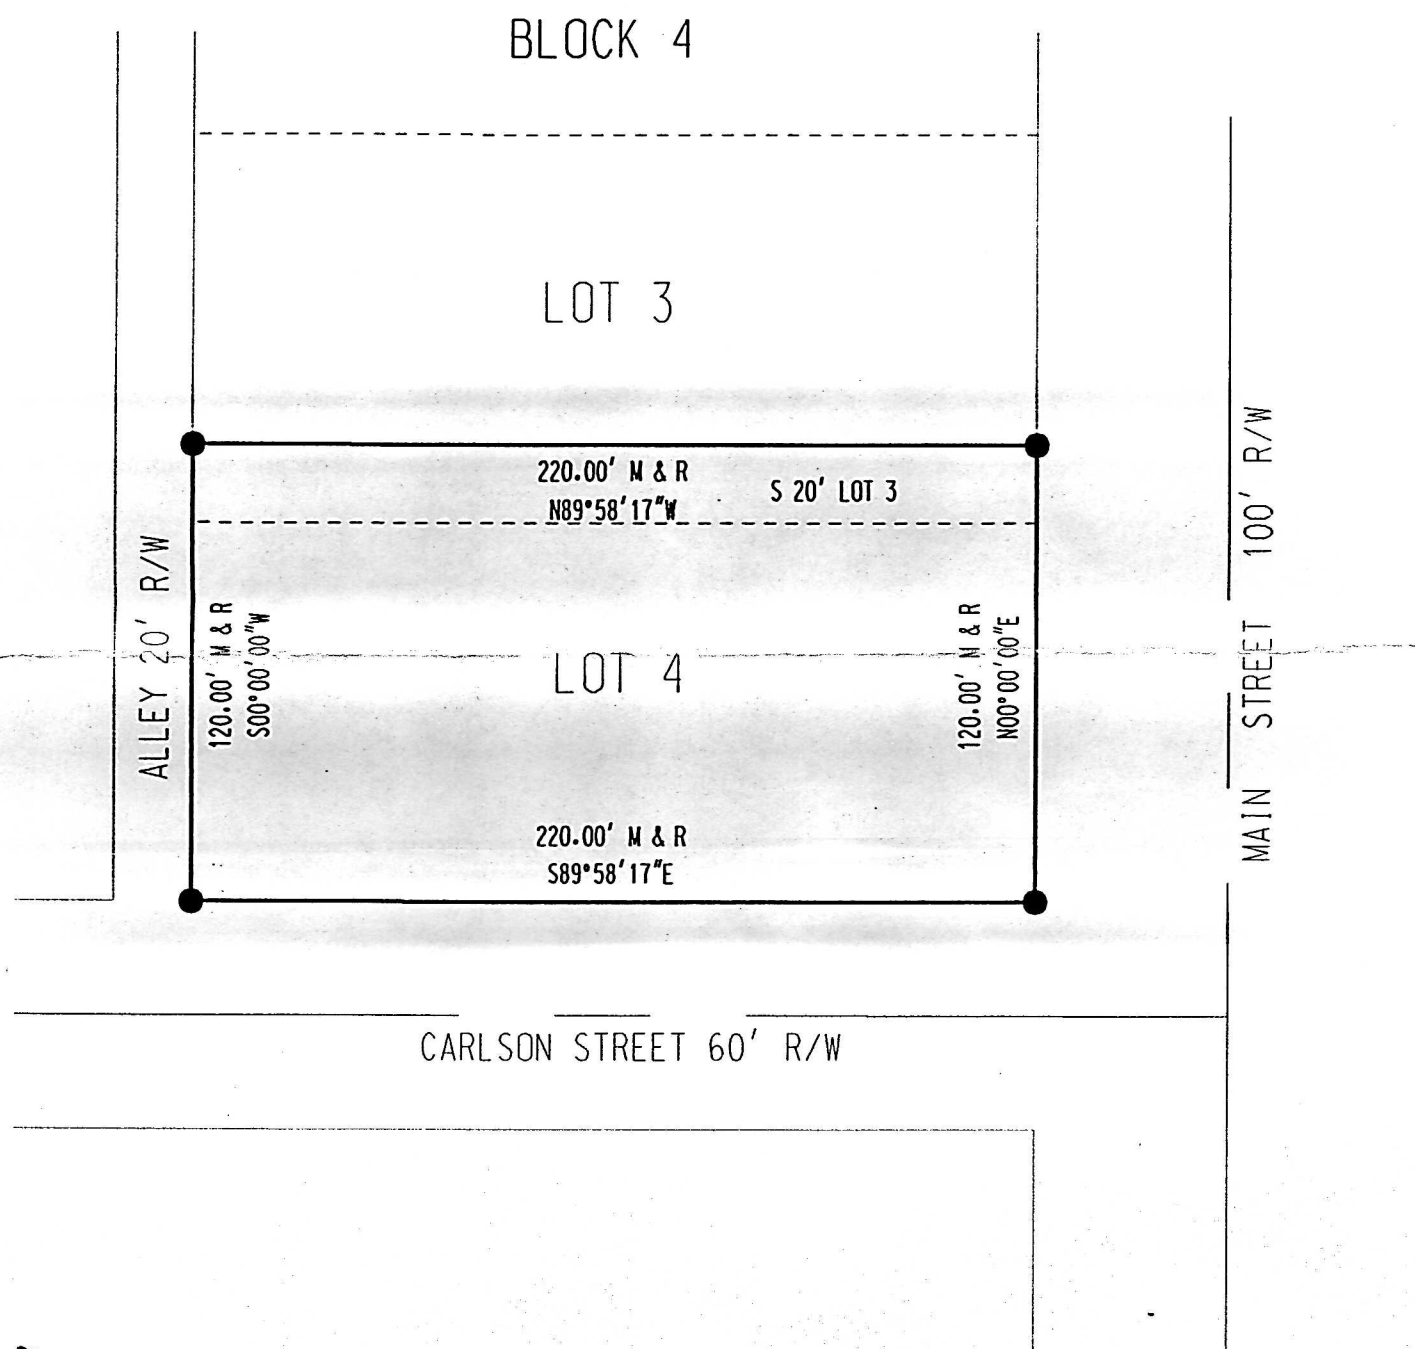 BLOCK 4
LOT 3
220.00' M & R
N89°58'17"W
S 20' LOT 3
ALLEY 20' R/W
120.00' M & R
S00°00'00"W
LOT 4
120.00' M & R
N00°00'00"E
MAIN STREET 100' R/W
220.00' M & R
S89°58'17"E
CARLSON STREET 60' R/W